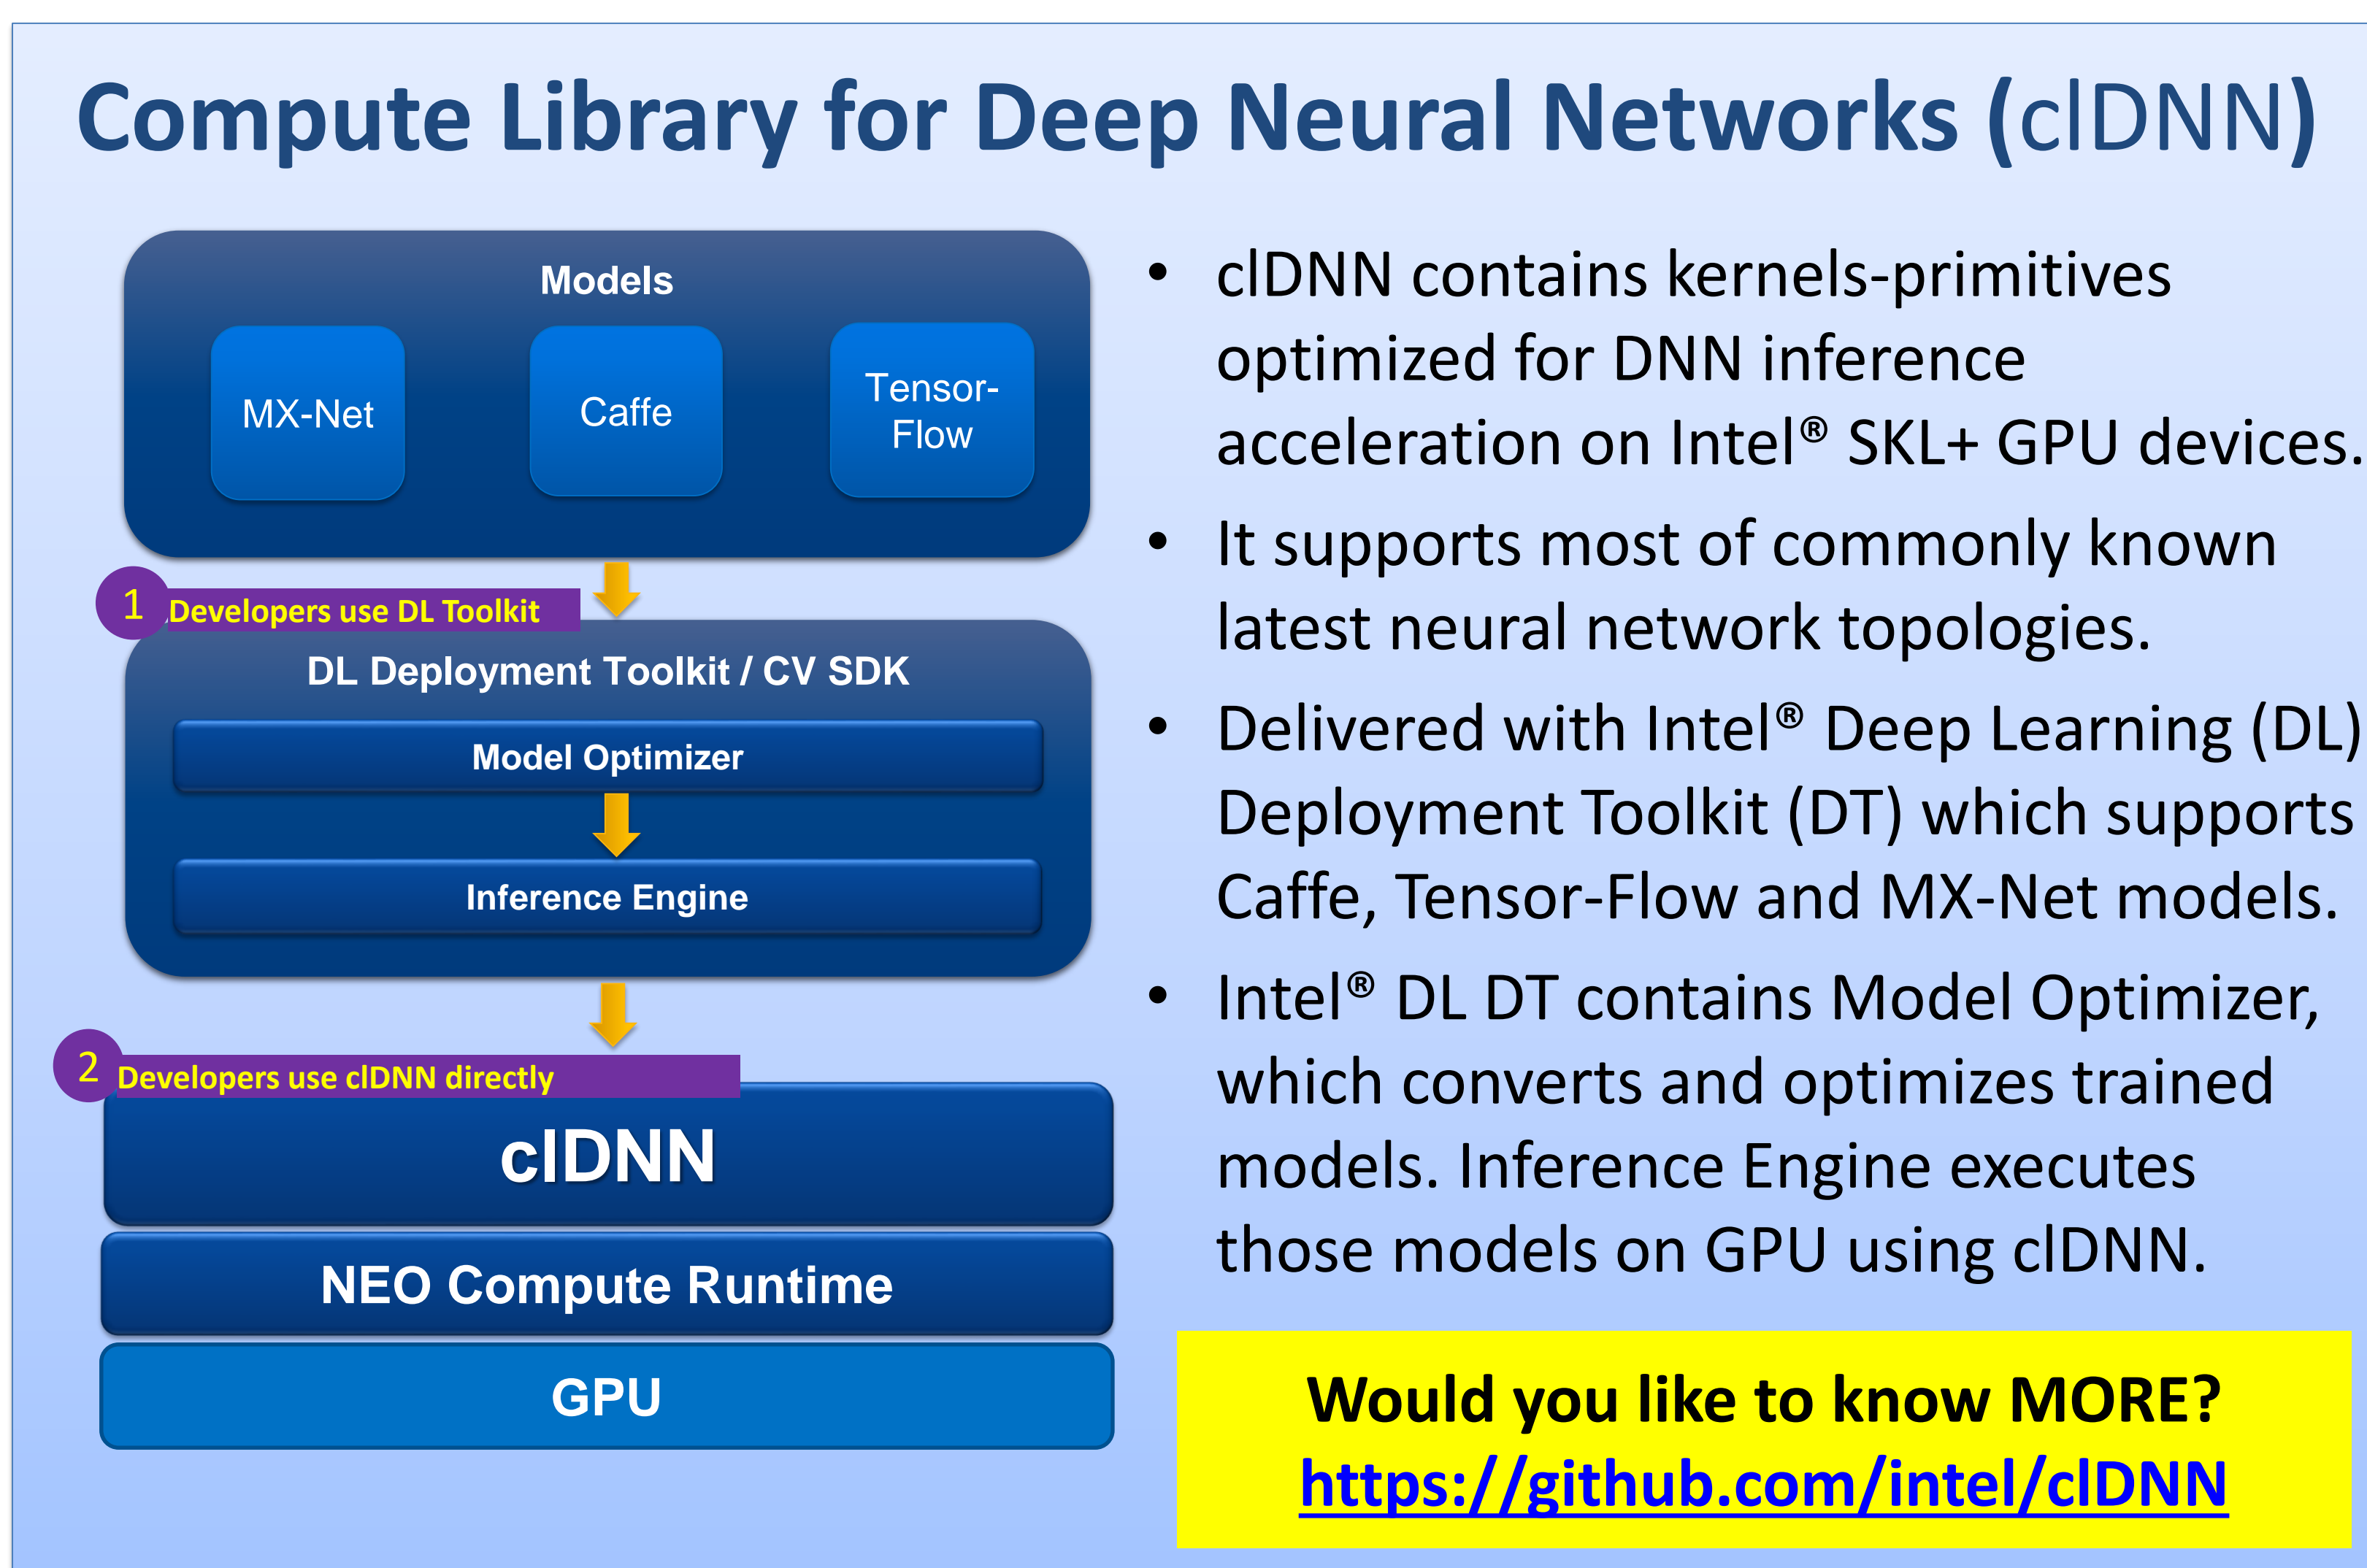 Compute Library for Deep Neural Networks (clDNN)
Models
MX-Net
Caffe
Tensor-
Flow
1 Developers use DL Toolkit
DL Deployment Toolkit / CV SDK
Model Optimizer
Inference Engine
2 Developers use clDNN directly
clDNN
NEO Compute Runtime
GPU
• clDNN contains kernels-primitives
optimized for DNN inference
acceleration on Intel® SKL+ GPU devices.
• It supports most of commonly known
latest neural network topologies.
• Delivered with Intel® Deep Learning (DL)
Deployment Toolkit (DT) which supports
Caffe, Tensor-Flow and MX-Net models.
• Intel® DL DT contains Model Optimizer,
which converts and optimizes trained
models. Inference Engine executes
those models on GPU using clDNN.
Would you like to know MORE?
https://github.com/intel/clDNN